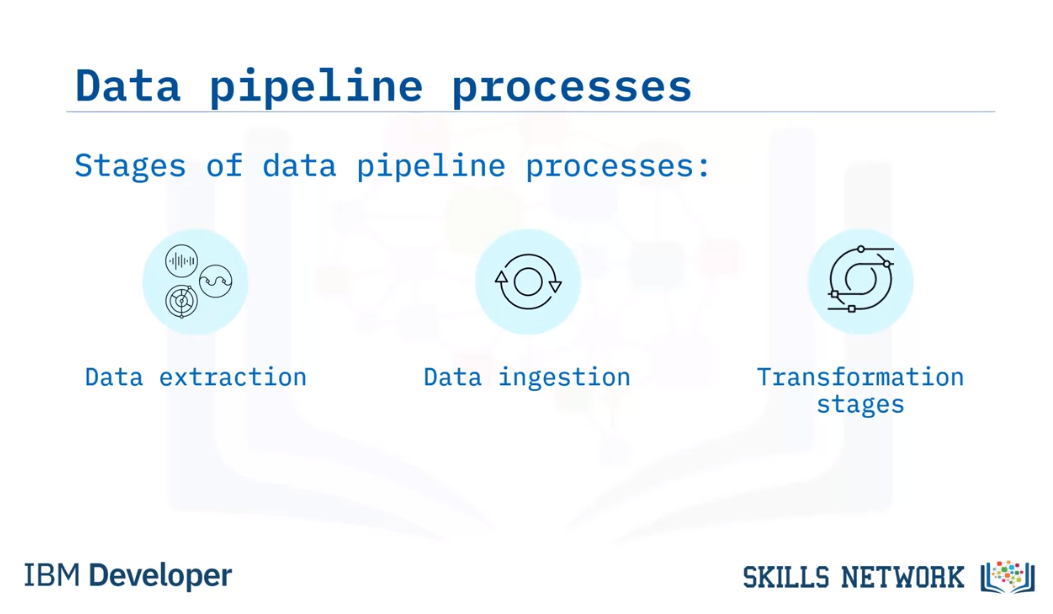 Data pipeline processes
Stages of data pipeline processes:
Data extraction
Data ingestion
Transformation
stages
IBM Developer
SKILLS NETWORK